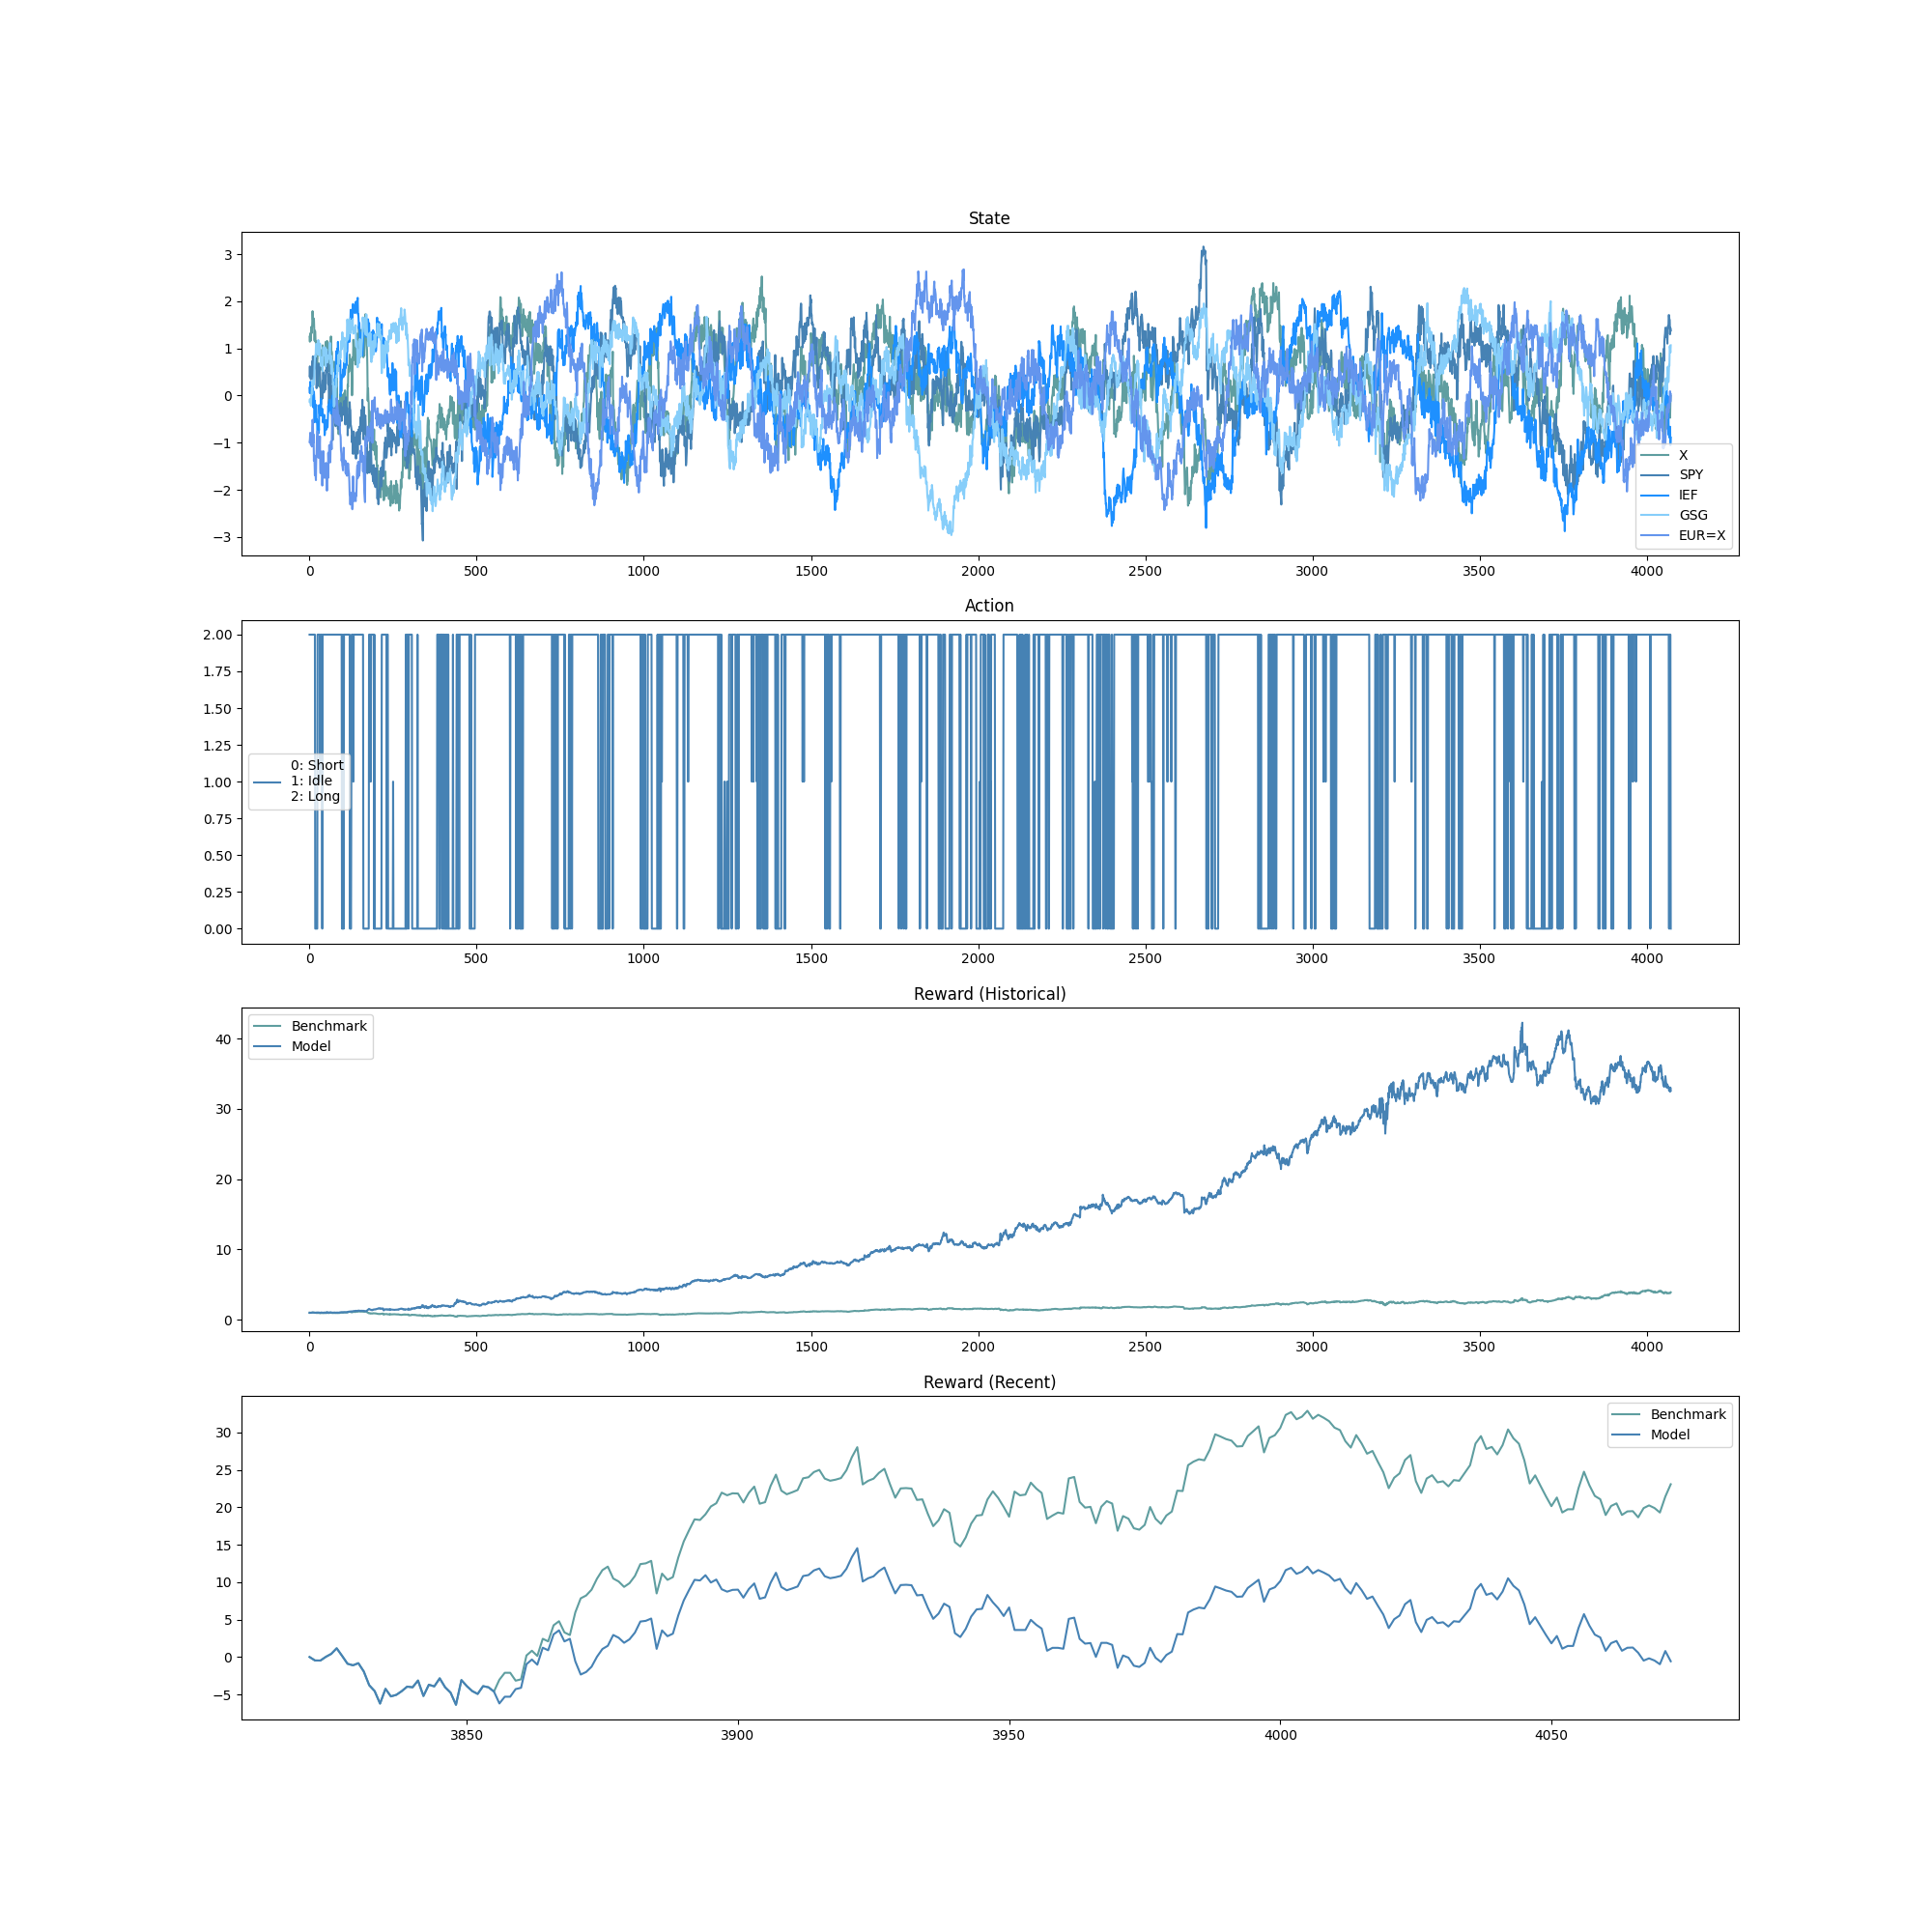 State
3
2
1
0
−1
−2
−3
X
SPY
IEF
GSG
EUR=X
0 500 1000 1500 2000 2500 3000 3500 4000
Action
2.00
1.75
1.50
1.25
1.00
0.75
0.50
0.25
0.00
0: Short
1: Idle
2: Long
0 500 1000 1500 2000 2500 3000 3500 4000
Reward (Historical)
Benchmark
Model
40
30
20
10
0
0 500 1000 1500 2000 2500 3000 3500 4000
Reward (Recent)
Benchmark
Model
30
25
20
15
10
5
0
−5
3850 3900 3950 4000 4050